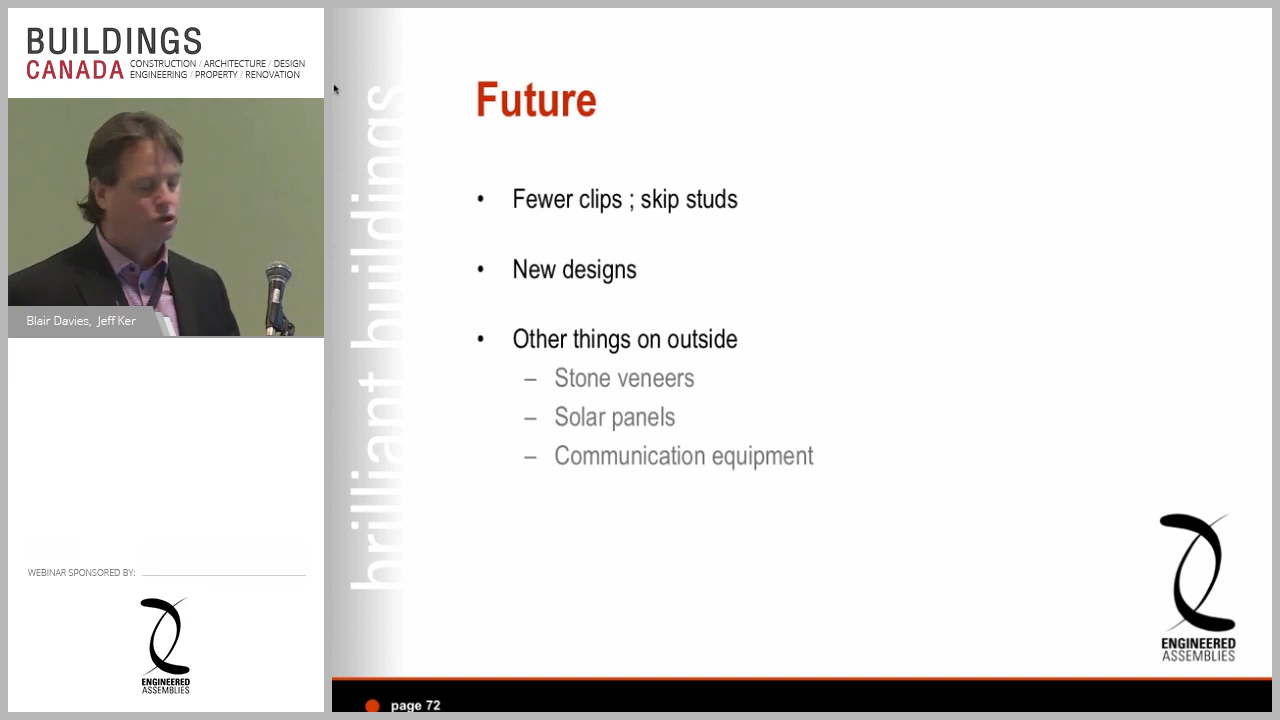 BUILDINGS
CANADA
CONSTRUCTION / ARCHITECTURE / DESIGN
ENGINEERING / PROPERTY / RENOVATION
Blair Davies, Jeff Ker
WEBINAR SPONSORED BY:
ENGINEERED
ASSEMBLIES
brilliant buildings
Future
• Fewer clips ; skip studs
• New designs
• Other things on outside
– Stone veneers
– Solar panels
– Communication equipment
ENGINEERED
ASSEMBLIES
page 72